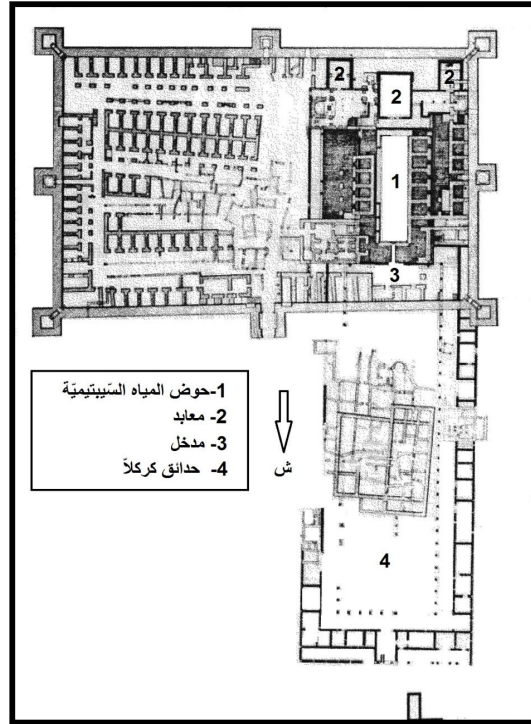 2
2
2
1
3
1-حوض المياه السّيبتيميّة
2- معابد
3- مدخل
4- حدائق كركلاّ
ش
4